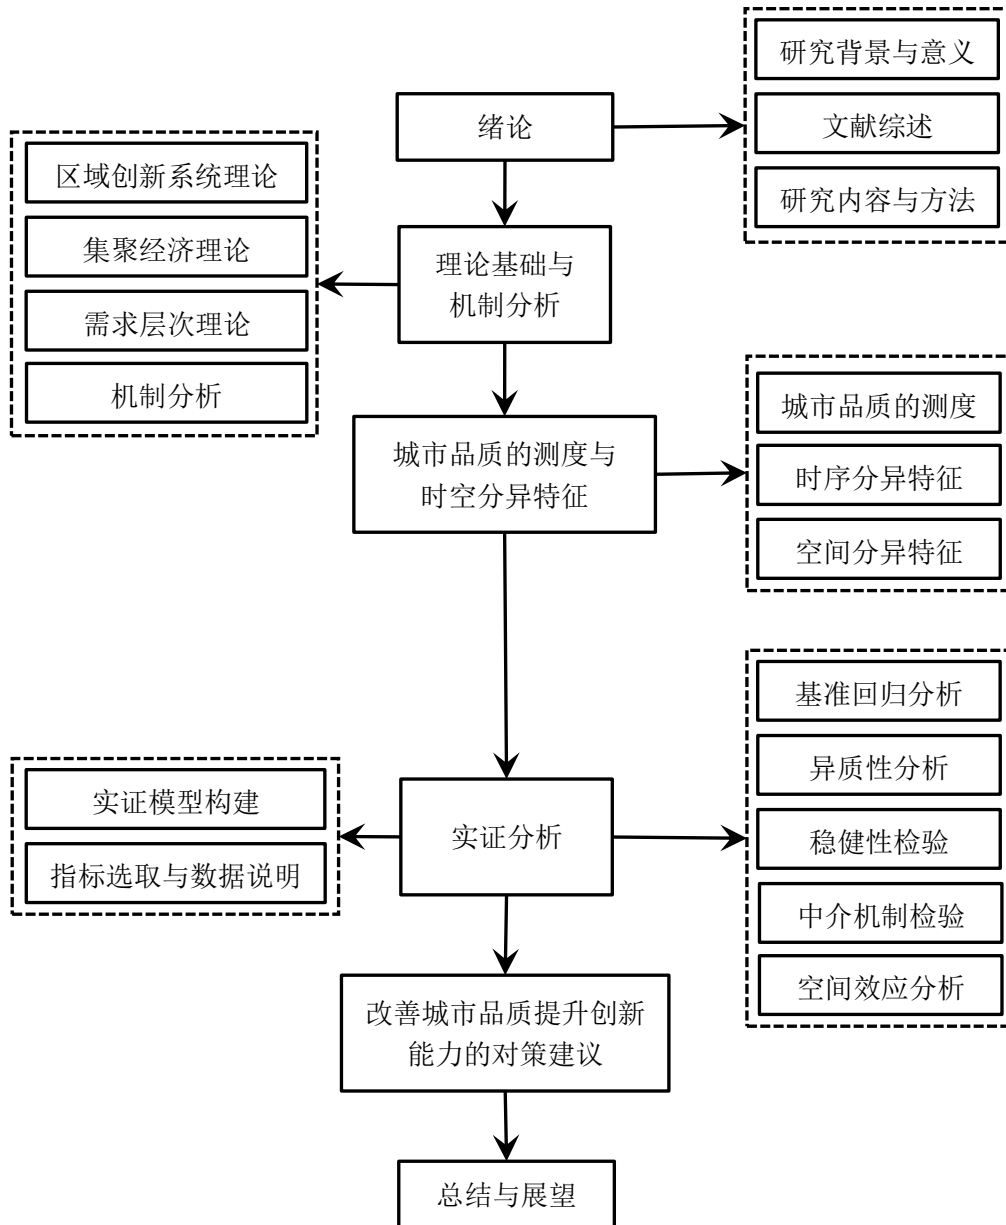 绪论
研究背景与意义
文献综述
研究内容与方法
理论基础与
机制分析
区域创新系统理论
集聚经济理论
需求层次理论
机制分析
城市品质的测度与
时空分异特征
城市品质的测度
时序分异特征
空间分异特征
实证分析
实证模型构建
指标选取与数据说明
基准回归分析
异质性分析
稳健性检验
中介机制检验
空间效应分析
改善城市品质提升创新
能力的对策建议
总结与展望